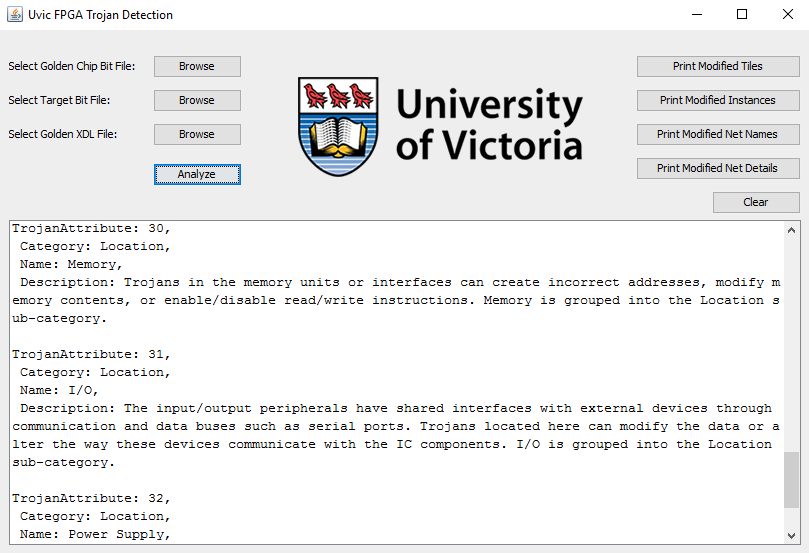 Uvic FPGA Trojan Detection
Select Golden Chip Bit File:
Browse
Select Target Bit File:
Browse
Select Golden XDL File:
Browse
Analyze
University
of Victoria
Print Modified Tiles
Print Modified Instances
Print Modified Net Names
Print Modified Net Details
Clear
TrojanAttribute: 30,
Category: Location,
Name: Memory,
Description: Trojans in the memory units or interfaces can create incorrect addresses, modify m
emory contents, or enable/disable read/write instructions. Memory is grouped into the Location s
ub-category.
TrojanAttribute: 31,
Category: Location,
Name: I/O,
Description: The input/output peripherals have shared interfaces with external devices through
communication and data buses such as serial ports. Trojans located here can modify the data or a
lter the way these devices communicate with the IC components. I/O is grouped into the Location
sub-category.
TrojanAttribute: 32,
Category: Location,
Name: Power Supply,